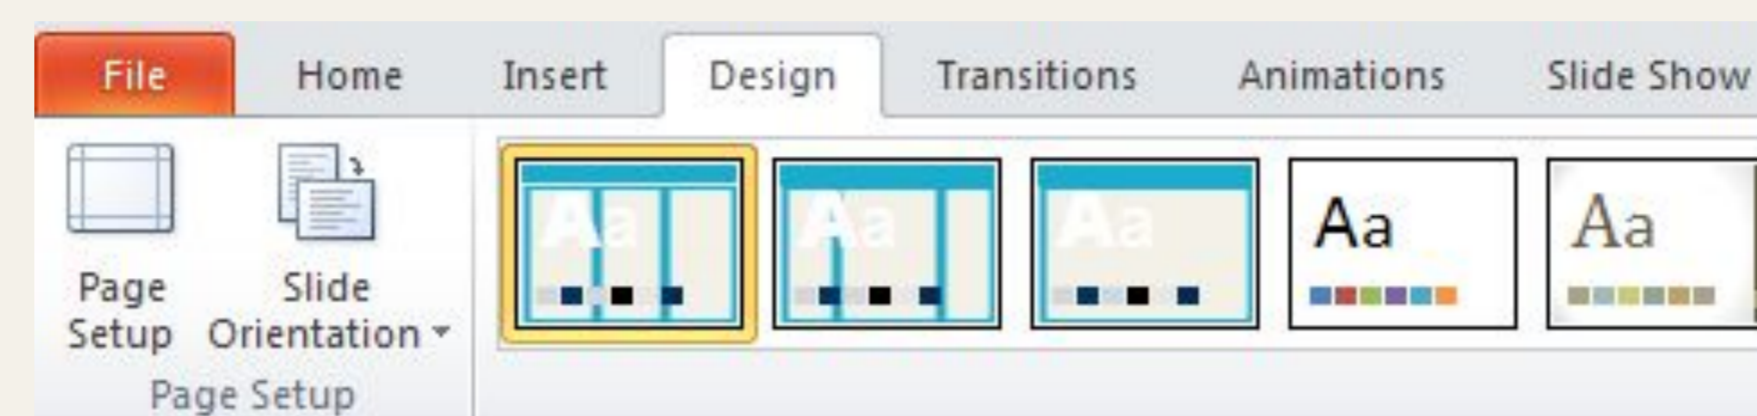 File Home Insert Design Transitions Animations Slide Show
Aa Aa Aa Aa Aa
Page Slide
Setup Orientation
Page Setup